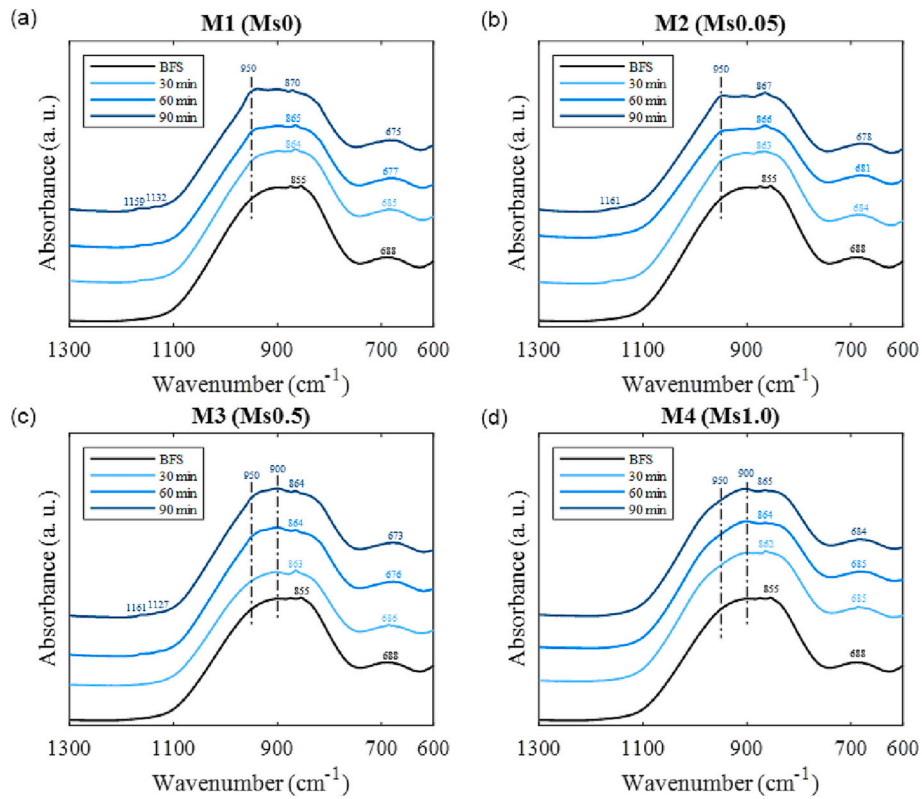 (a)
M1 (Ms0)
BFS
30 min
60 min
90 min
950
870
675
865
677
864
1159
1132
685
855
688
Absorbance (a. u.)
1300
1100
900
700
600
Wavenumber (cm-1)
(b)
M2 (Ms0.05)
BFS
30 min
60 min
90 min
950
867
678
866
681
863
1161
684
855
688
Absorbance (a. u.)
1300
1100
900
700
600
Wavenumber (cm-1)
(c)
M3 (Ms0.5)
BFS
30 min
60 min
90 min
950
900
864
673
864
676
863
1161
1127
686
855
688
Absorbance (a. u.)
1300
1100
900
700
600
Wavenumber (cm-1)
(d)
M4 (Ms1.0)
BFS
30 min
60 min
90 min
950
900
865
684
864
685
862
685
855
688
Absorbance (a. u.)
1300
1100
900
700
600
Wavenumber (cm-1)